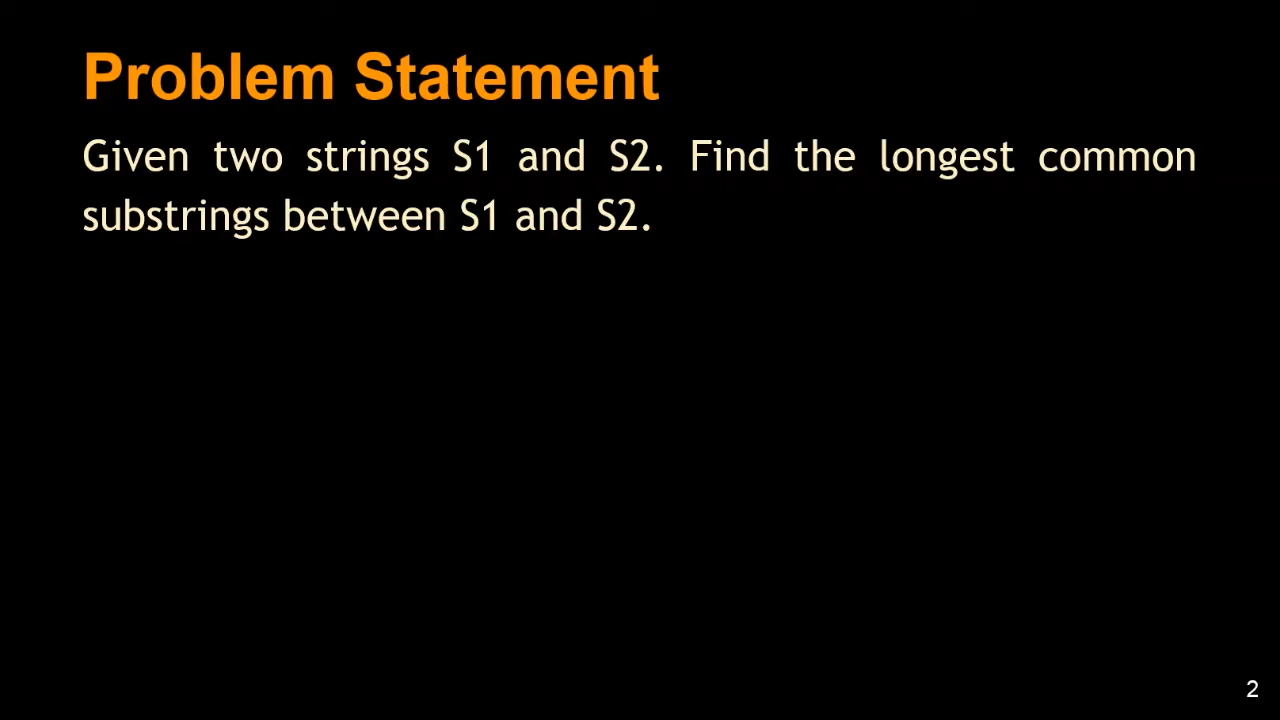 Problem Statement
Given two strings S1 and S2. Find the longest common
substrings between S1 and S2.
2